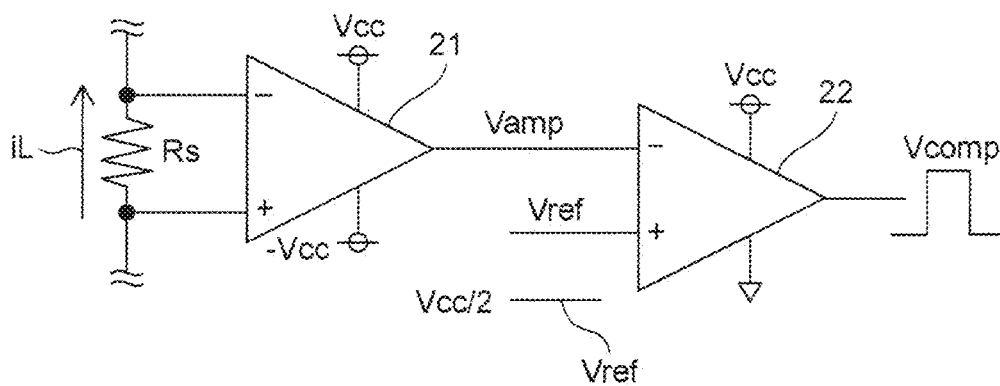 Vcc
21
Vcc
22
iL
Rs
−
+
-Vcc
Vamp
Vref
−
+
Vcomp
Vcc/2
Vref